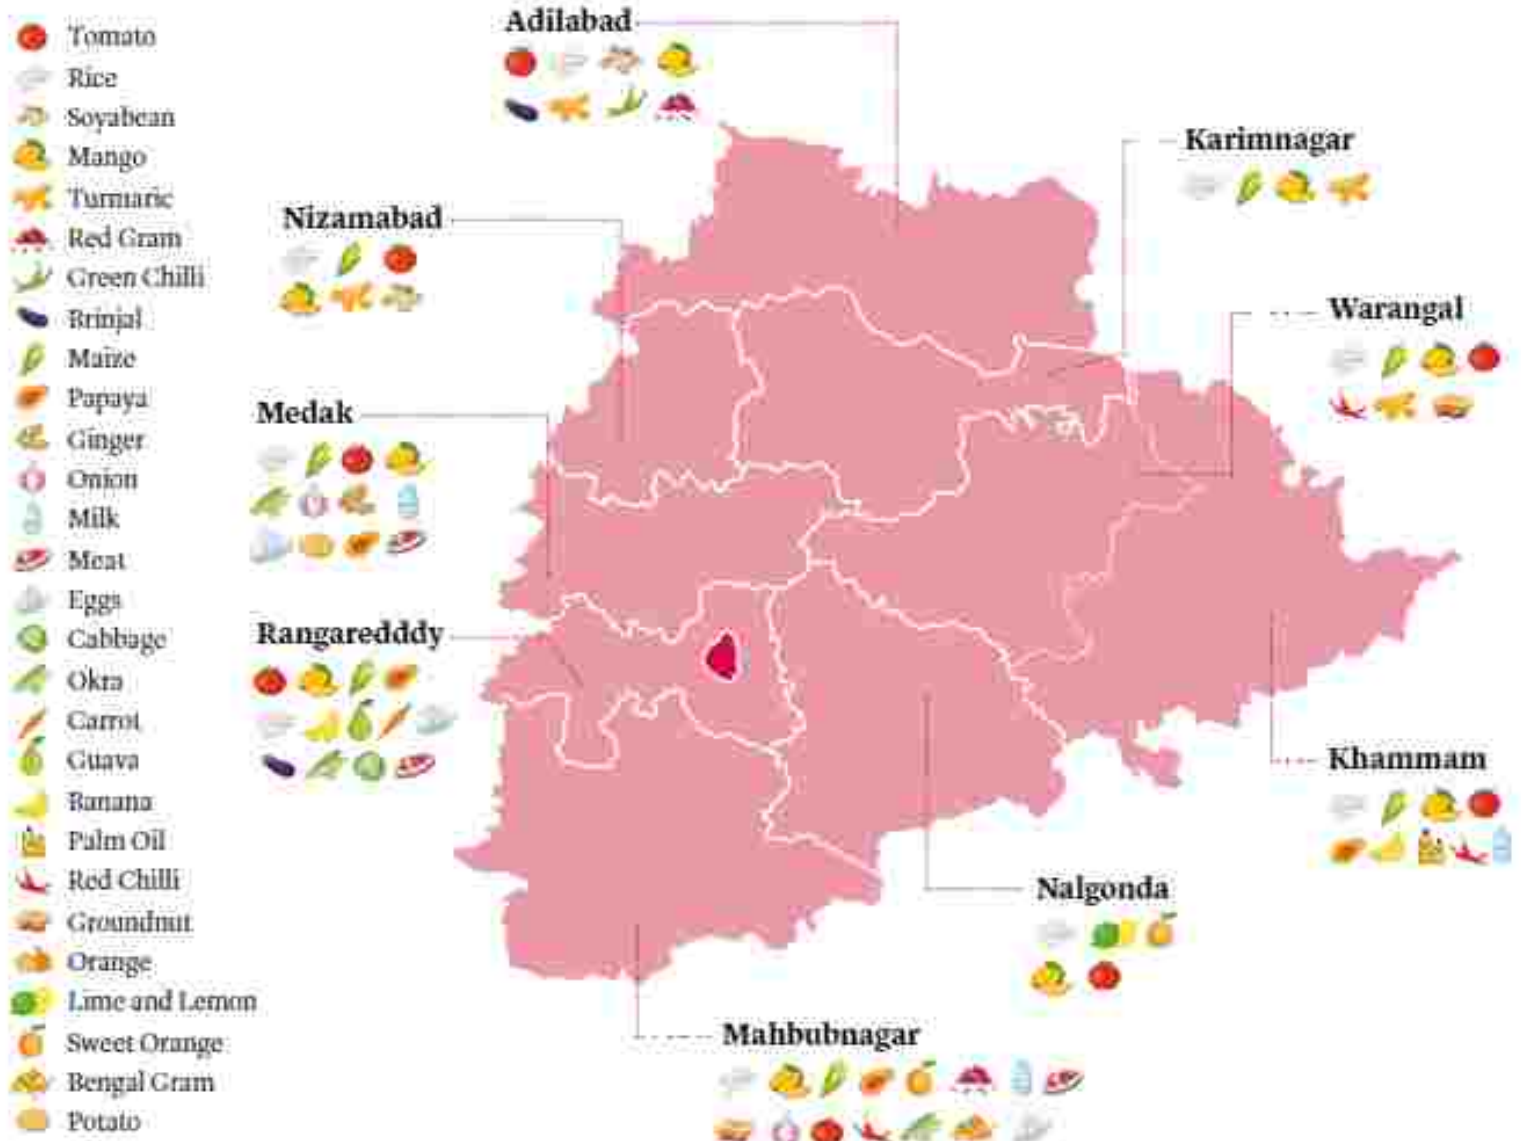 Tomato
Rice
Soyabean
Mango
Turmaric
Red Gram
Green Chilli
Brinjal
Maize
Papaya
Ginger
Onion
Milk
Meat
Eggs
Cabbage
Okra
Carrot
Guava
Banana
Palm Oil
Red Chilli
Groundnut
Orange
Lime and Lemon
Sweet Orange
Bengal Gram
Potato
Adilabad
Karimnagar
Nizamabad
Warangal
Medak
Rangaredddy
Khammam
Nalgonda
Mahbubnagar